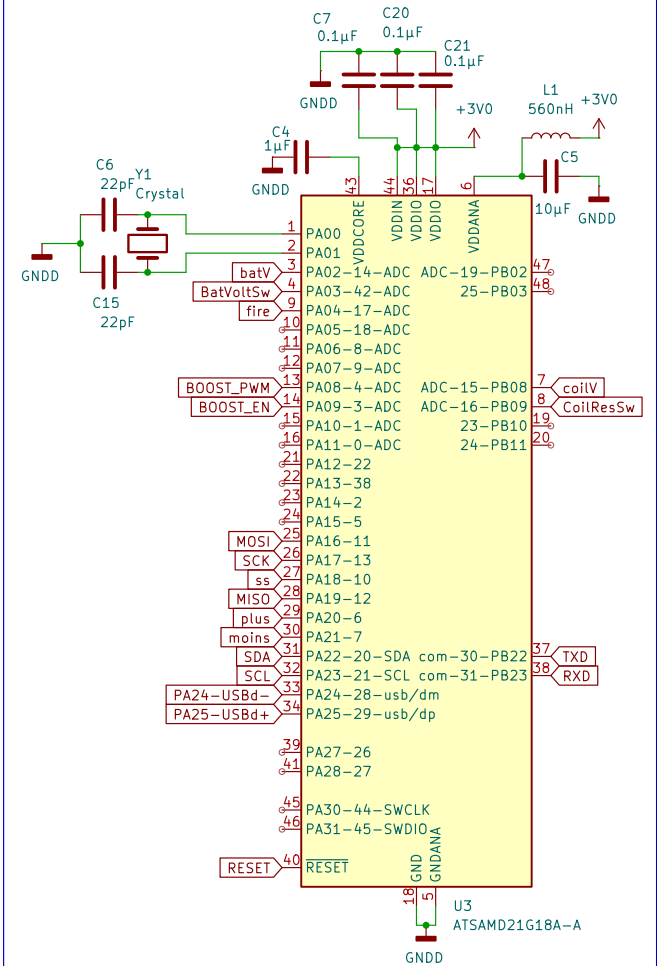 C7
0.1µF
C20
0.1µF
C21
0.1µF
GNDD
+3V0
L1
560nH
+3V0
C4
1µF
GNDD
C5
10µF
GNDD
C6
22pF
Y1
Crystal
GNDD
C15
22pF
43 VDDCORE
44 VDDIN
36 VDDIO
17 VDDIO
6 VDDANA
1 PA00
2 PA01
batV 3 PA02-14-ADC
ADC-19-PB02 47
BatVoltSw 4 PA03-42-ADC
25-PB03 48
fire 9 PA04-17-ADC
10 PA05-18-ADC
11 PA06-8-ADC
12 PA07-9-ADC
BOOST_PWM 13 PA08-4-ADC
ADC-15-PB08 7 coilV
BOOST_EN 14 PA09-3-ADC
ADC-16-PB09 8 CoilResSw
15 PA10-1-ADC
23-PB10 19
16 PA11-0-ADC
24-PB11 20
21 PA12-22
22 PA13-38
23 PA14-2
24 PA15-5
MOSI 25 PA16-11
SCK 26 PA17-13
ss 27 PA18-10
MISO 28 PA19-12
plus 29 PA20-6
moins 30 PA21-7
SDA 31 PA22-20-SDA
com-30-PB22 37 TXD
SCL 32 PA23-21-SCL
com-31-PB23 38 RXD
PA24-USBd- 33 PA24-28-usb/dm
PA25-USBd+ 34 PA25-29-usb/dp
39 PA27-26
41 PA28-27
45 PA30-44-SWCLK
46 PA31-45-SWDIO
RESET 40 RESET
18 GND
5 GNDANA
U3
ATSAMD21G18A-A
GNDD